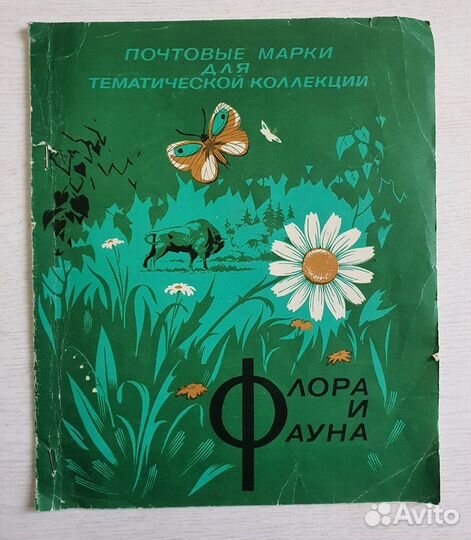 ПОЧТОВЫЕ МАРКИ
ДЛЯ
ТЕМАТИЧЕСКОЙ КОЛЛЕКЦИИ
ФЛОРА
И
ФАУНА
Avito